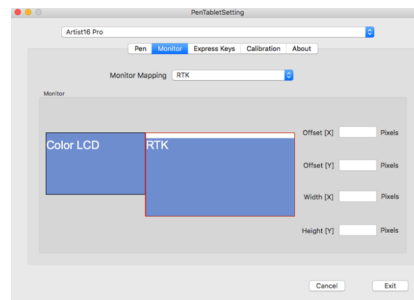 PenTabletSetting
Artist16 Pro
Pen Monitor Express Keys Calibration About
Monitor Mapping RTK
Monitor
Color LCD RTK
Offset [X] Pixels
Offset [Y] Pixels
Width [X] Pixels
Height [Y] Pixels
Cancel Exit